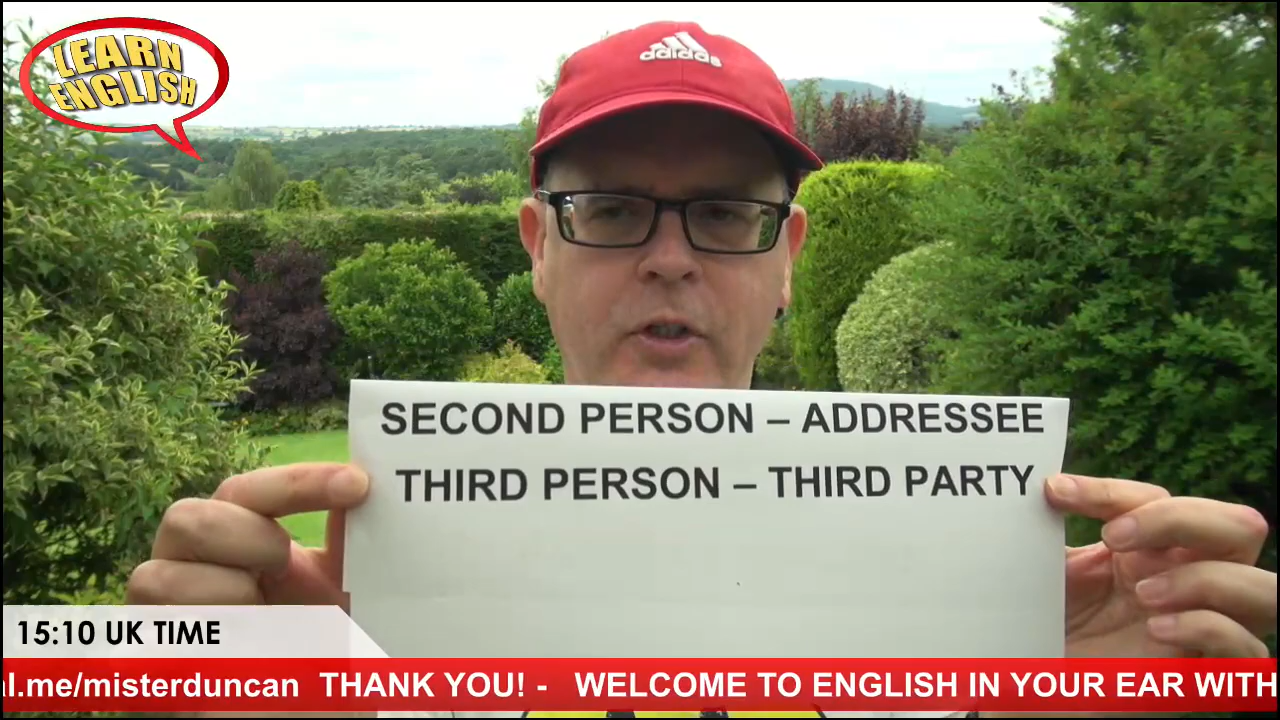 LEARN
ENGLISH
adidas
SECOND PERSON – ADDRESSEE
THIRD PERSON – THIRD PARTY
15:10 UK TIME
al.me/misterduncan THANK YOU! - WELCOME TO ENGLISH IN YOUR EAR WITH